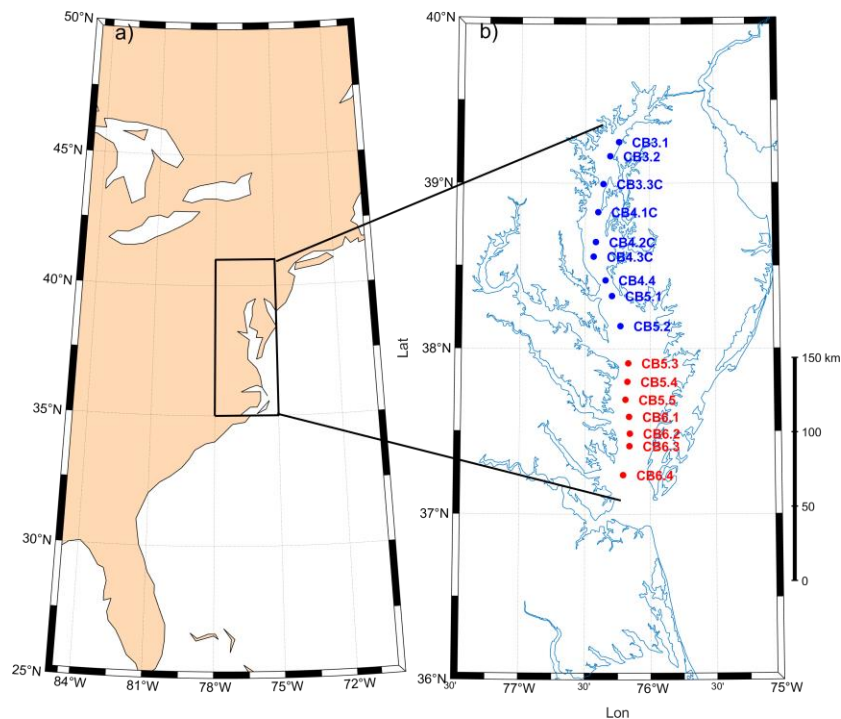 a)
50°N
45°N
40°N
35°N
30°N
25°N
84°W
81°W
78°W
75°W
72°W
b)
40°N
39°N
38°N
37°N
36°N
Lat
CB3.1
CB3.2
CB3.3C
CB4.1C
CB4.2C
CB4.3C
CB4.4
CB5.1
CB5.2
CB5.3
CB5.4
CB5.5
CB6.1
CB6.2
CB6.3
CB6.4
150 km
100
50
0
30'
77°W
30'
76°W
30'
75°W
Lon